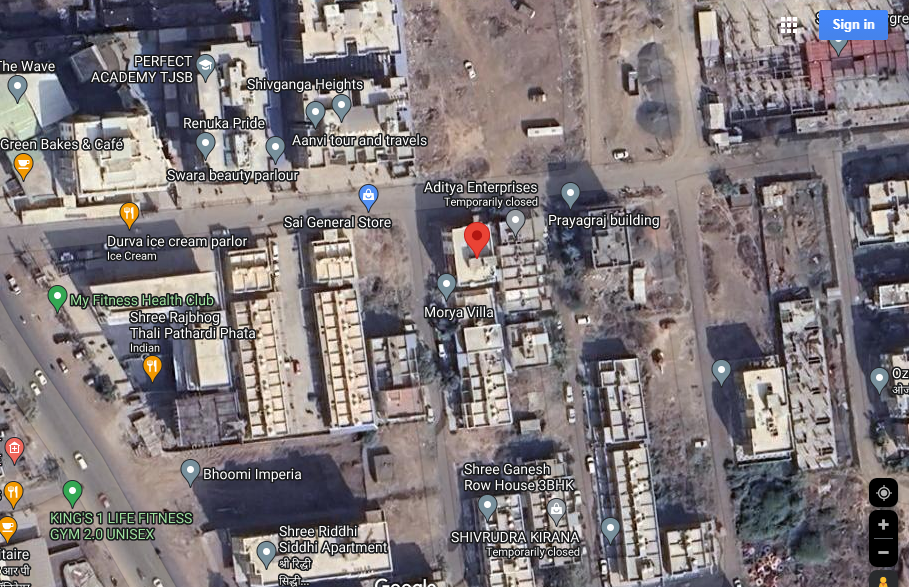 Sign in
The Wave
PERFECT
ACADEMY TJSB
Shivganga Heights
Renuka Pride
Aanvi tour and travels
Green Bakes & Café
Swara beauty parlour
Aditya Enterprises
Temporarily closed
Sai General Store
Prayagraj building
Durva ice cream parlor
Ice Cream
My Fitness Health Club
Morya Villa
Shree Rajbhog
Thali Pathardi Phata
Indian
Bhoomi Imperia
Shree Ganesh
Row House 3BHK
KING'S 1 LIFE FITNESS
GYM 2.0 UNISEX
SHIVRUDRA KIRANA
Temporarily closed
Shree Riddhi
Siddhi Apartment
श्री रिद्धी
Google